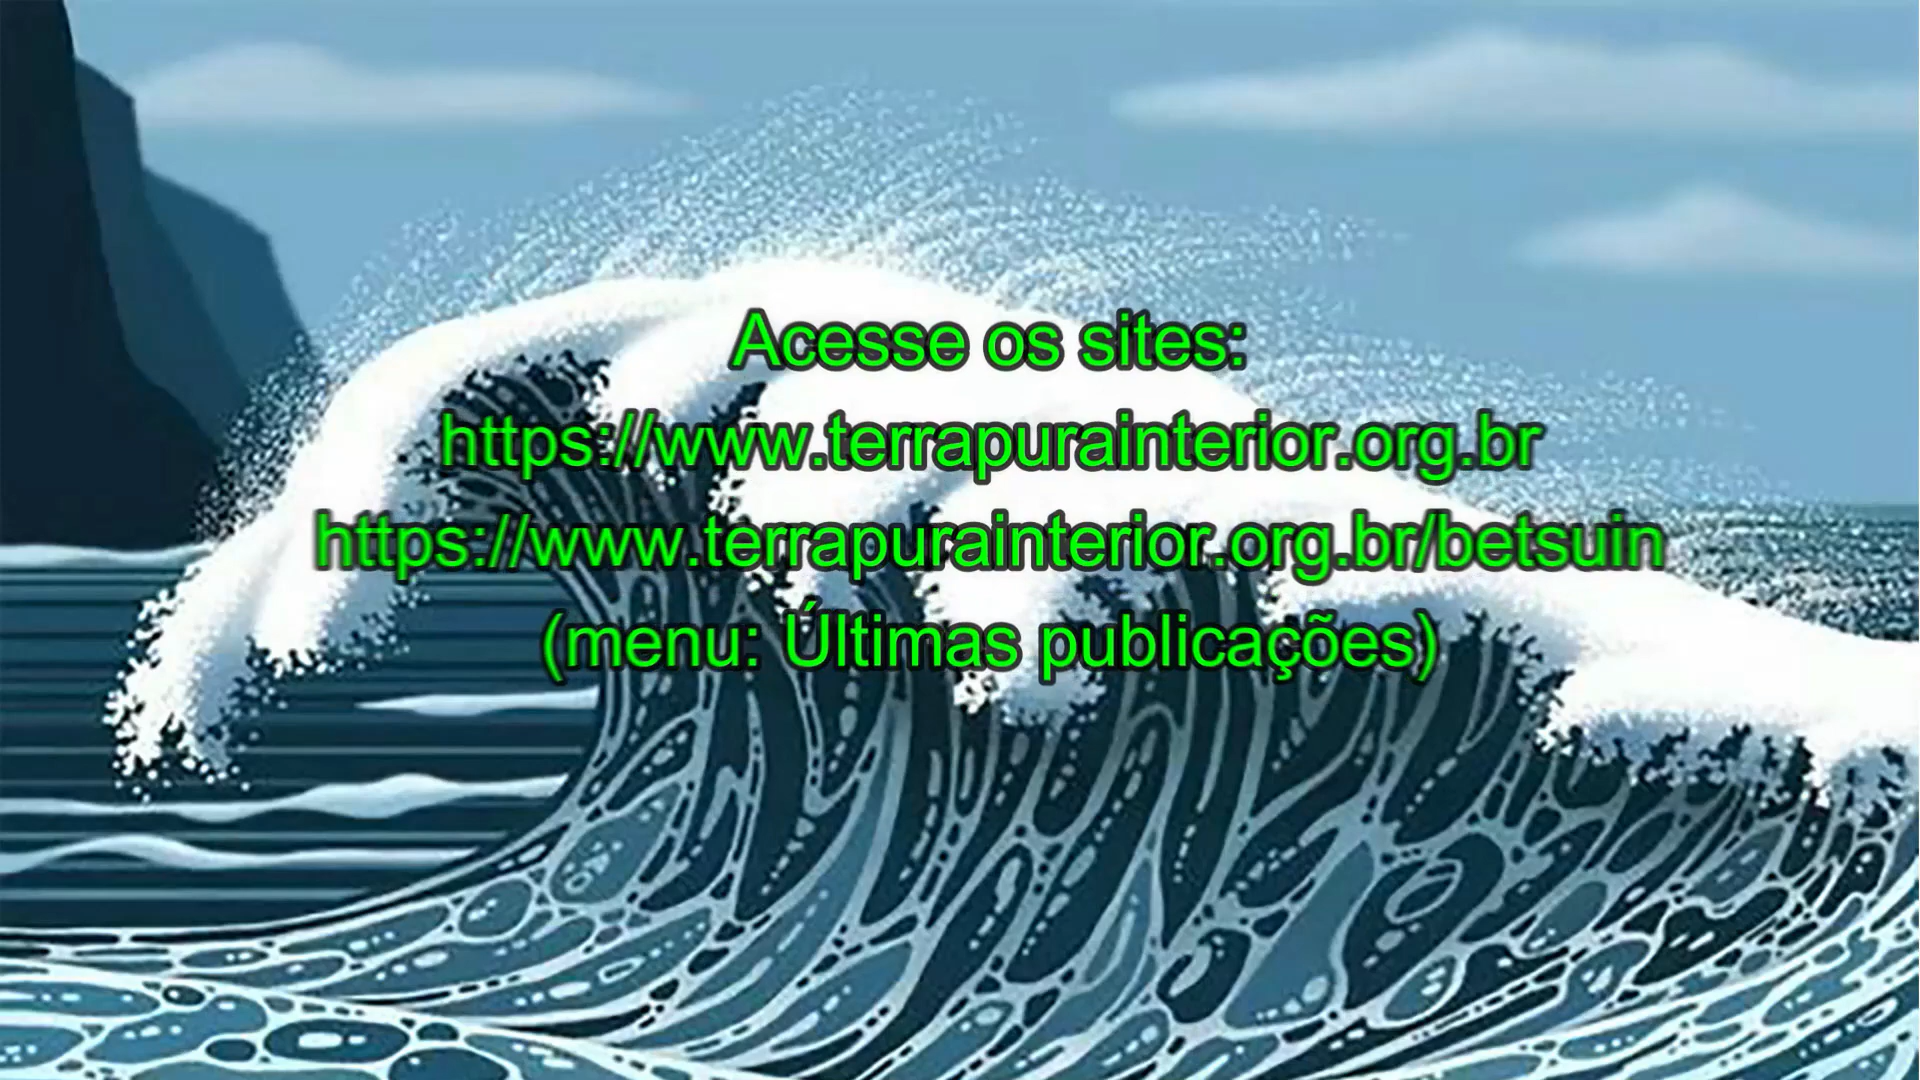 Acesse os sites:
https://www.terrapurainterior.org.br
https://www.terrapurainterior.org.br/betsuin
(menu: Últimas publicações)